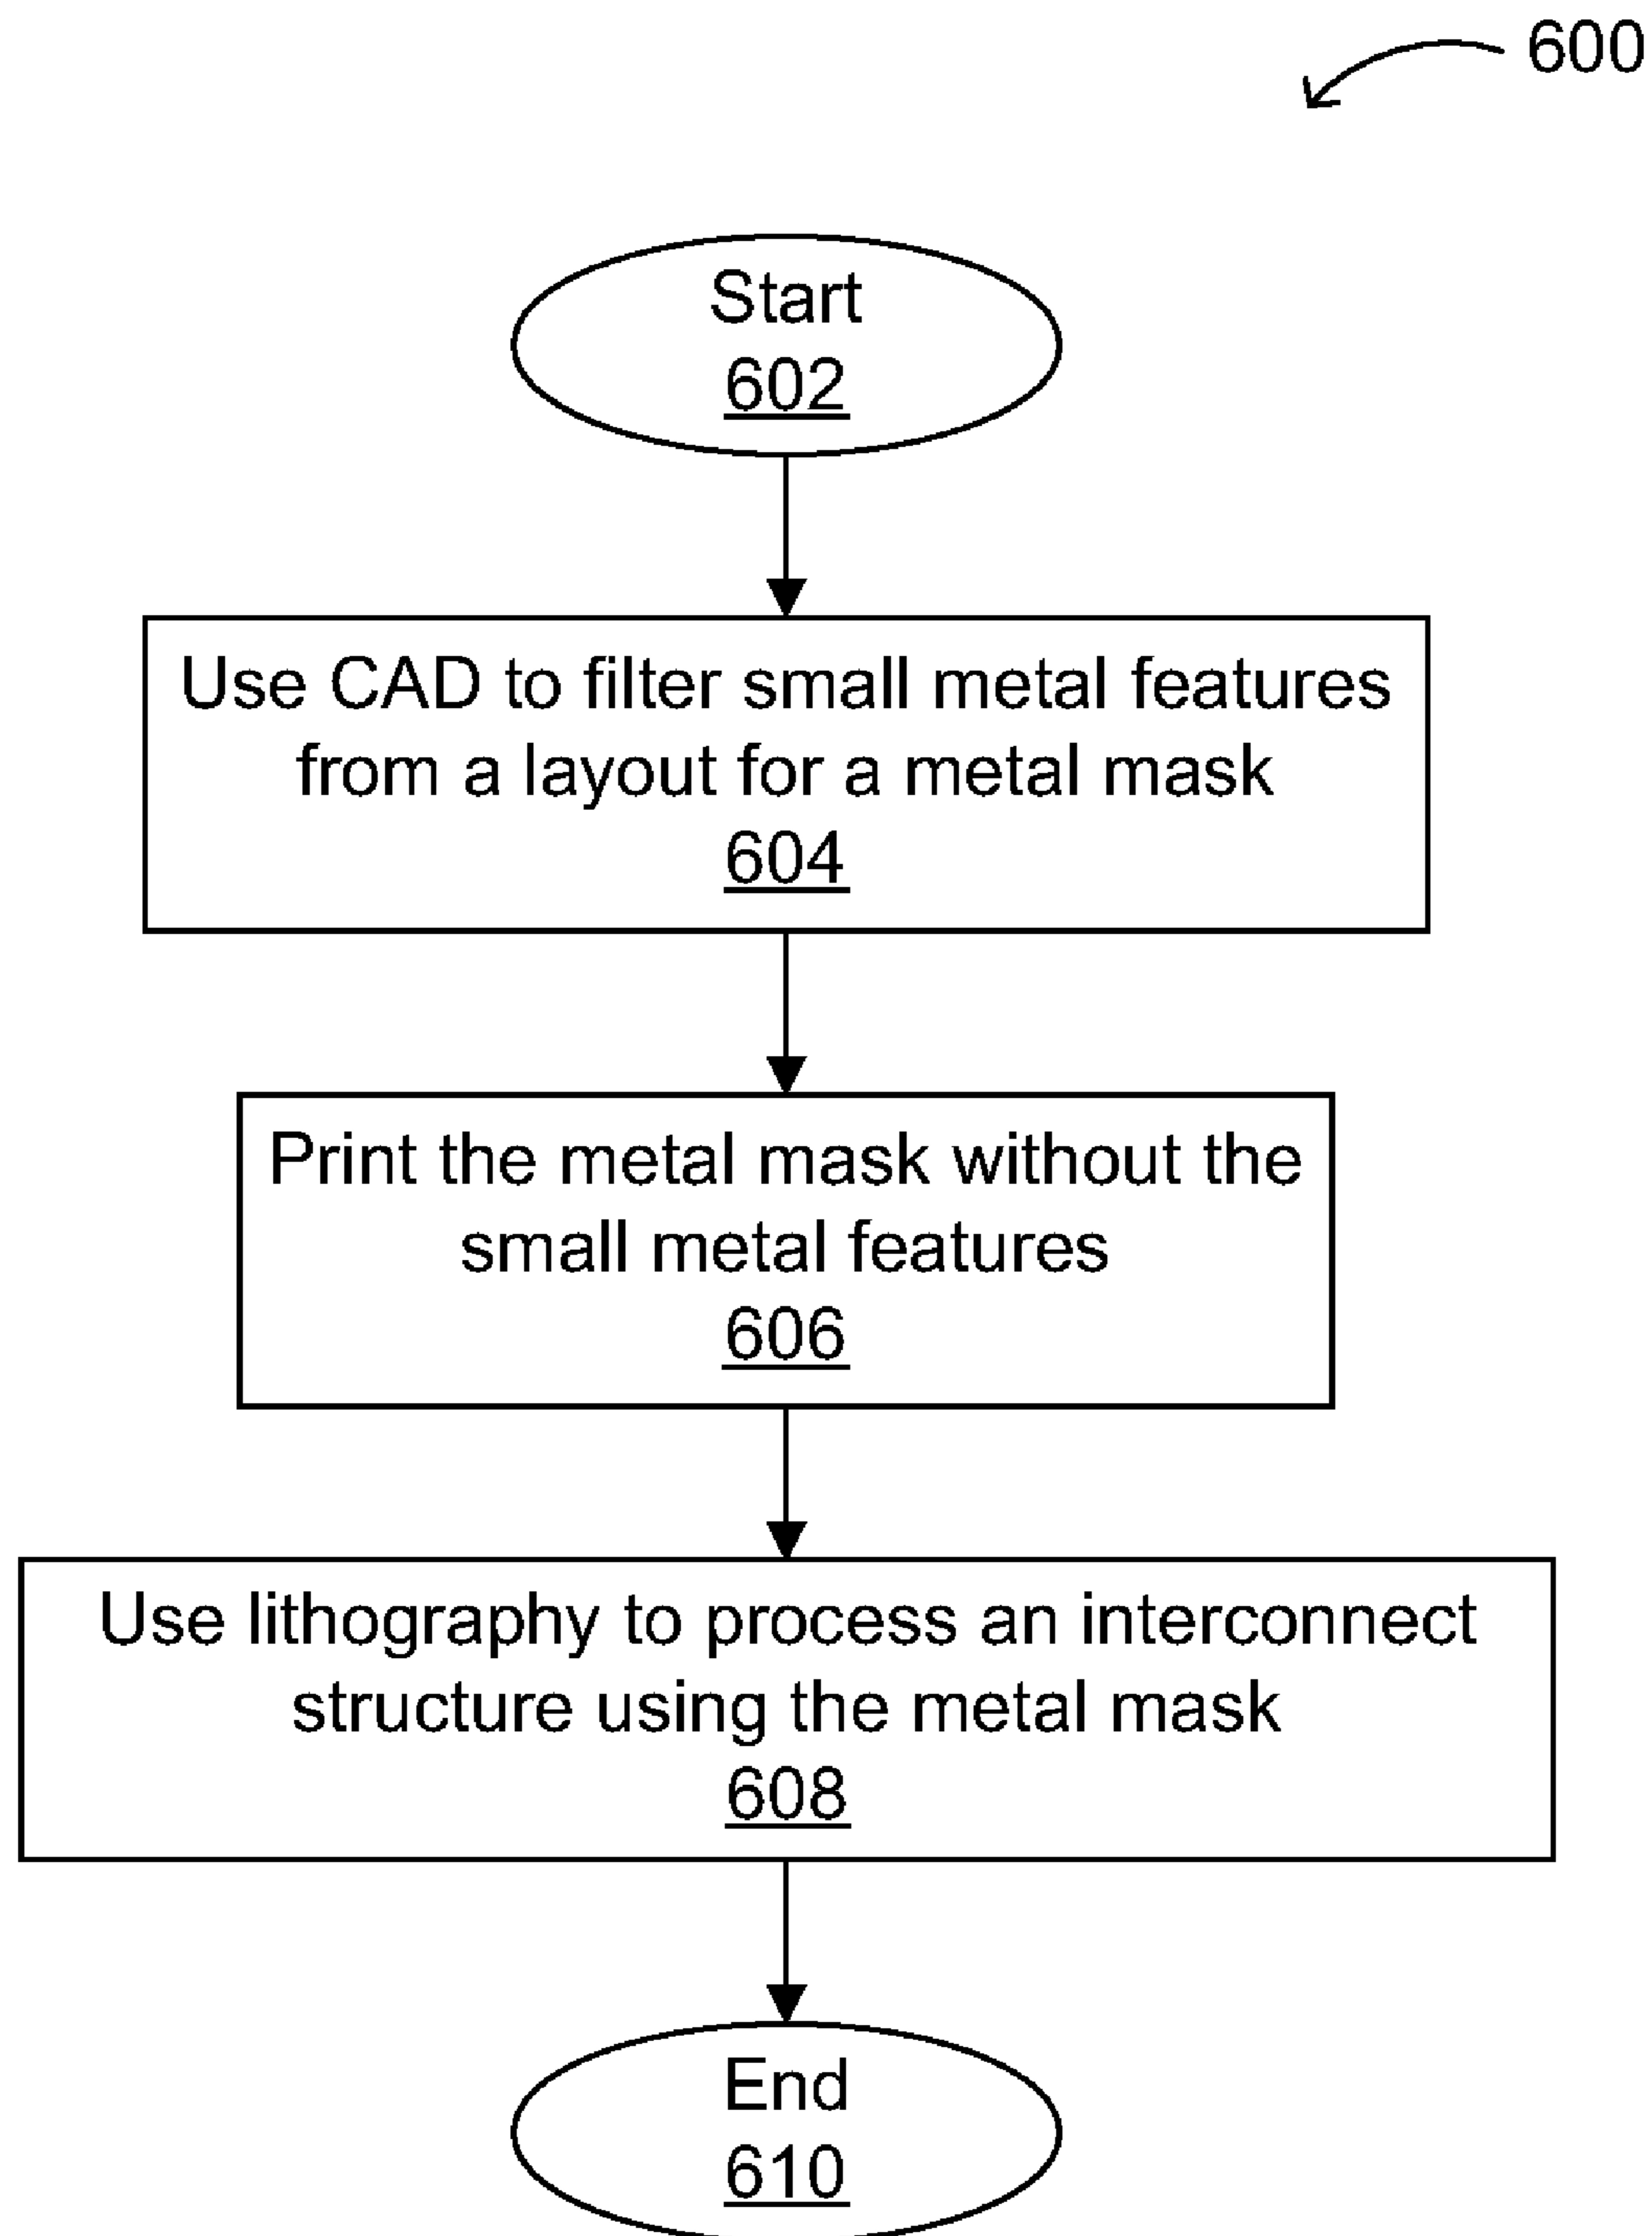 600
Start
602
Use CAD to filter small metal features
from a layout for a metal mask
604
Print the metal mask without the
small metal features
606
Use lithography to process an interconnect
structure using the metal mask
608
End
610